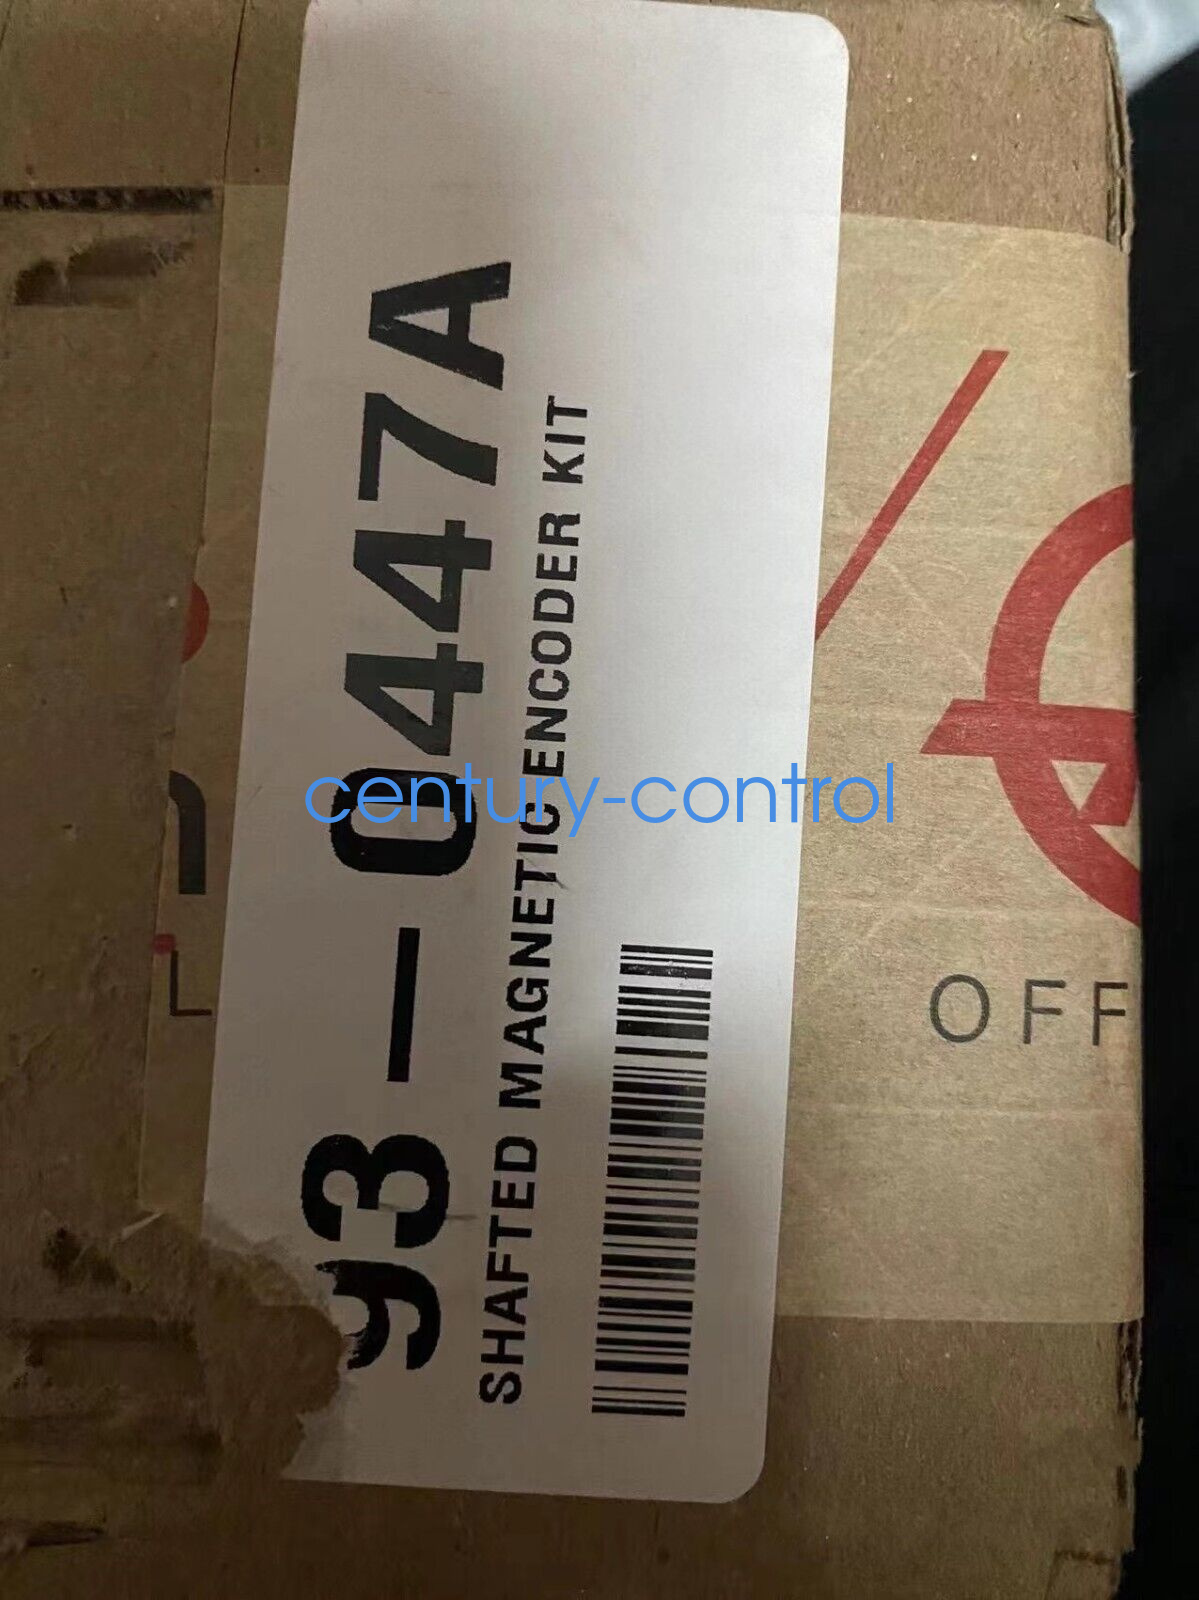 93-0447A
SHAFTED MAGNETIC ENCODER KIT
century-control
OFF